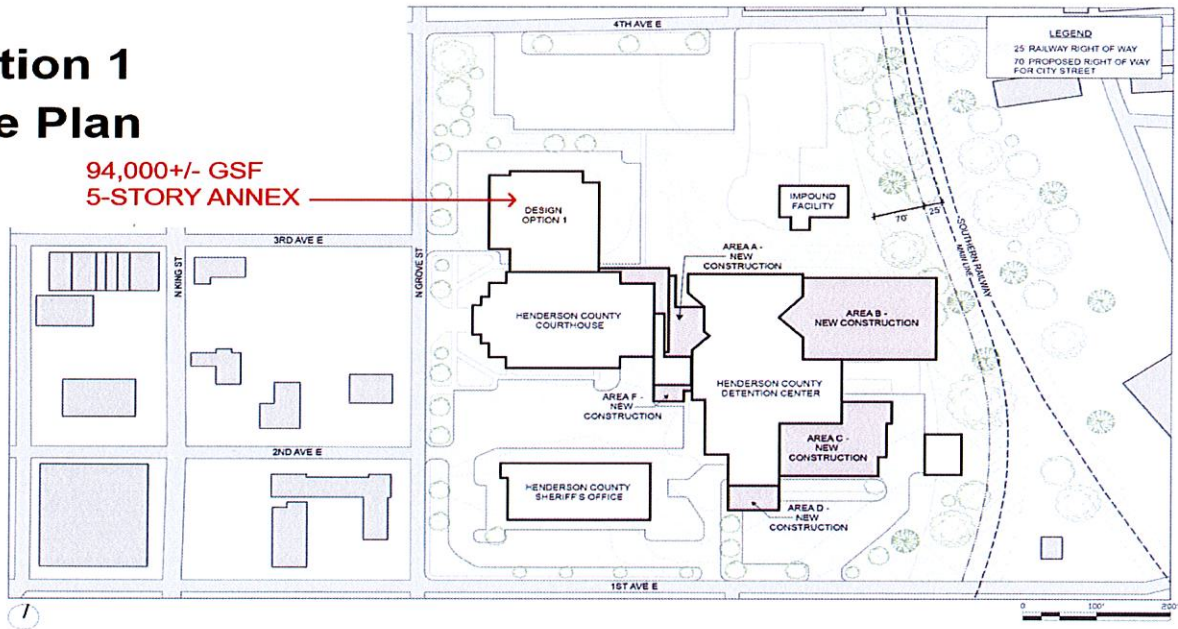 tion 1
e Plan
94,000+/- GSF
5-STORY ANNEX
4TH AVE E
LEGEND
25 RAILWAY RIGHT OF WAY
70 PROPOSED RIGHT OF WAY
FOR CITY STREET
DESIGN
OPTION 1
IMPOUND
FACILITY
70'
25'
3RD AVE E
N KING ST
N GROVE ST
AREA A -
NEW
CONSTRUCTION
SOUTHERN RAILWAY
MAIN LINE
HENDERSON COUNTY
COURTHOUSE
AREA B -
NEW CONSTRUCTION
HENDERSON COUNTY
DETENTION CENTER
AREA F -
NEW
CONSTRUCTION
AREA C -
NEW
CONSTRUCTION
2ND AVE E
HENDERSON COUNTY
SHERIFF'S OFFICE
AREA D -
NEW
CONSTRUCTION
1ST AVE E
0 100' 200'